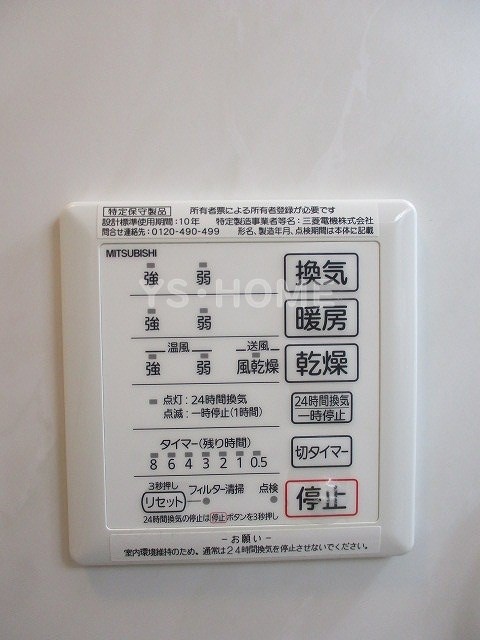 特定保守製品 所有者票による所有者登録が必要です
設計標準使用期間:10年 特定製造事業者等名:三菱電機株式会社
問合せ連絡先:0120-490-499 形名、製造年月、点検期間は本体に記載
MITSUBISHI
強 弱 換気
YS・HOME
強 弱 暖房
温風 送風
強 弱 風乾燥 乾燥
点灯:24時間換気
点滅:一時停止(1時間)
24時間換気
一時停止
タイマー(残り時間)
8 6 4 3 2 1 0.5
切タイマー
3秒押し
リセット フィルター清掃 点検
停止
24時間換気の停止は停止ボタンを3秒押し
-お願い-
室内環境維持のため。通常は24時間換気を停止させないでください。